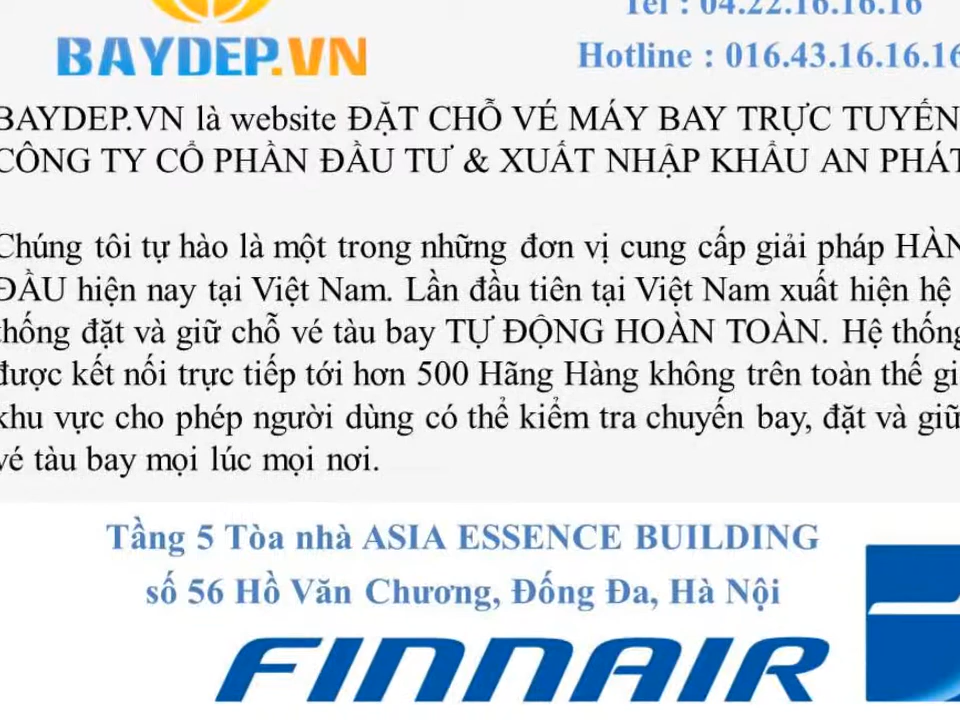 Tel : 04.22.16.16.16
BAYDEP.VN
Hotline : 016.43.16.16.16
BAYDEP.VN là website ĐẶT CHỖ VÉ MÁY BAY TRỰC TUYẾN
CÔNG TY CỔ PHẦN ĐẦU TƯ & XUẤT NHẬP KHẨU AN PHÁT
Chúng tôi tự hào là một trong những đơn vị cung cấp giải pháp HÀN
ĐẦU hiện nay tại Việt Nam. Lần đầu tiên tại Việt Nam xuất hiện hệ
thống đặt và giữ chỗ vé tàu bay TỰ ĐỘNG HOÀN TOÀN. Hệ thống
được kết nối trực tiếp tới hơn 500 Hãng Hàng không trên toàn thế gi
khu vực cho phép người dùng có thể kiểm tra chuyến bay, đặt và giữ
vé tàu bay mọi lúc mọi nơi.
Tầng 5 Tòa nhà ASIA ESSENCE BUILDING
số 56 Hồ Văn Chương, Đống Đa, Hà Nội
FINNAIR